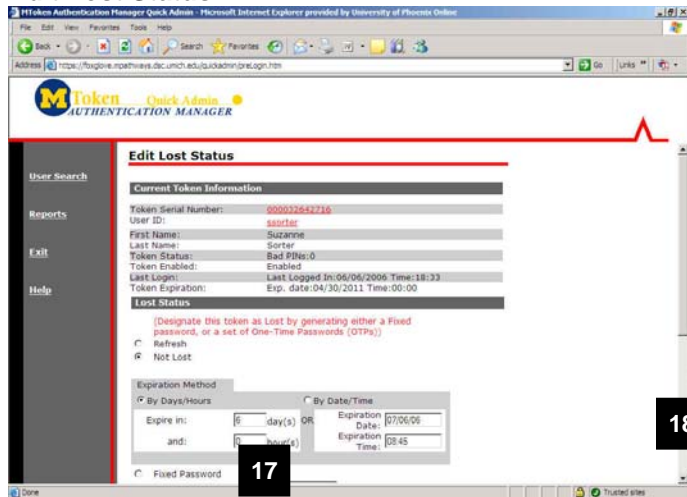 MToken Authentication Manager Quick Admin - Microsoft Internet Explorer provided by University of Phoenix Online
File Edit View Favorites Tools Help
Back Search Favorites
Address https://foxglove.mpathways.dsc.umich.edu/quickadmin/preLogin.htm Go Links
M Token Quick Admin
AUTHENTICATION MANAGER
User Search
Reports
Exit
Help
Edit Lost Status
Current Token Information
Token Serial Number: 000032642716
User ID: ssorter
First Name: Suzanne
Last Name: Sorter
Token Status: Bad PINs:0
Token Enabled: Enabled
Last Login: Last Logged In:06/06/2006 Time:18:33
Token Expiration: Exp. date:04/30/2011 Time:00:00
Lost Status
(Designate this token as Lost by generating either a Fixed
password, or a set of One-Time Passwords (OTPs))
Refresh
Not Lost
Expiration Method
By Days/Hours By Date/Time
Expire in: 6 day(s) OR Expiration Date: 07/06/06
and: 0 hour(s) Expiration Time: 08:45
Fixed Password
17
18
Done Trusted sites